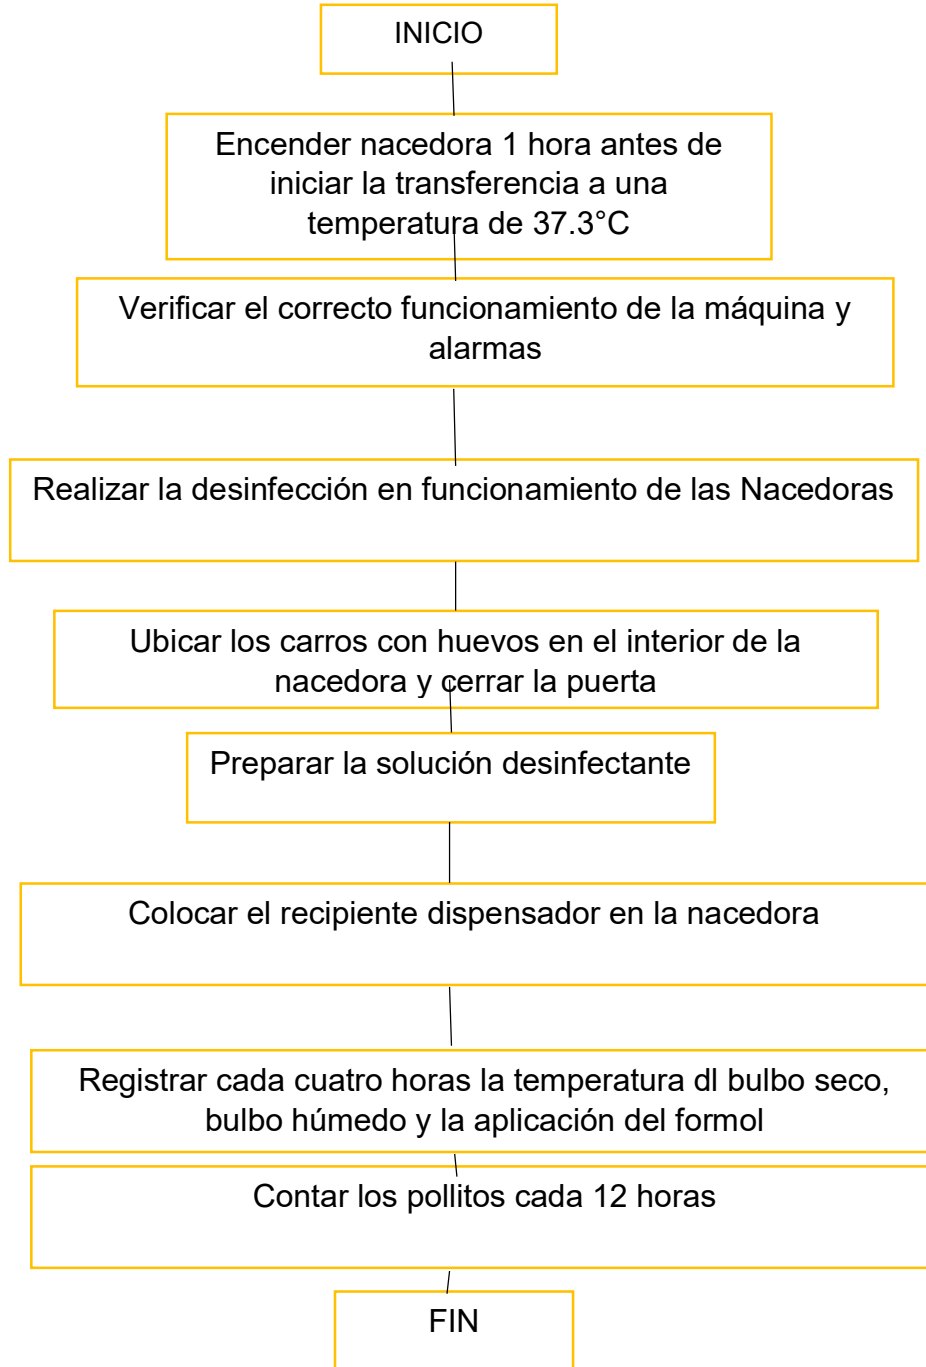 INICIO
Encender nacedora 1 hora antes de
iniciar la transferencia a una
temperatura de 37.3°C
Verificar el correcto funcionamiento de la máquina y
alarmas
Realizar la desinfección en funcionamiento de las Nacedoras
Ubicar los carros con huevos en el interior de la
nacedora y cerrar la puerta
Preparar la solución desinfectante
Colocar el recipiente dispensador en la nacedora
Registrar cada cuatro horas la temperatura dl bulbo seco,
bulbo húmedo y la aplicación del formol
Contar los pollitos cada 12 horas
FIN